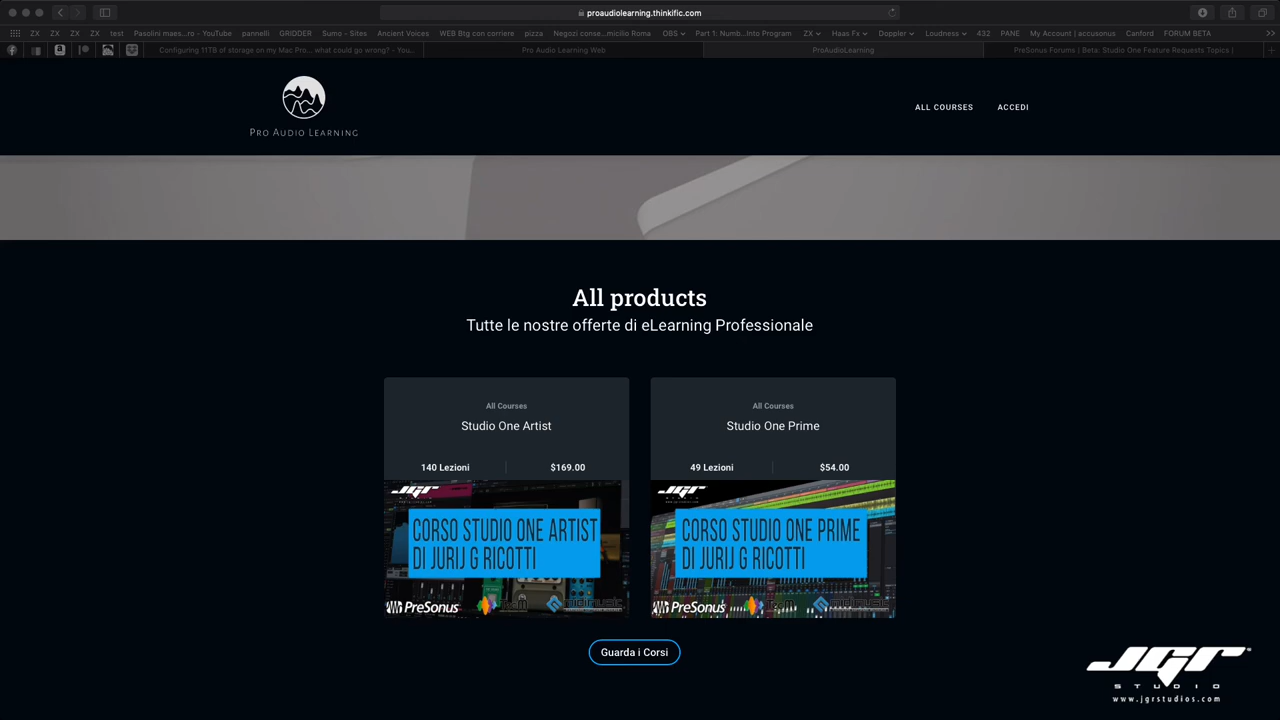 proaudiolearning.thinkific.com
ZX ZX ZX ZX test Pasolini maes...ro - YouTube pannelli GRIDDER Sumo - Sites Ancient Voices WEB Btg con corriere pizza Negozi conse...micilio Roma OBS Part 1: Numb...Into Program ZX Haas Fx Doppler Loudness 432 PANE My Account | accusonus Canford FORUM BETA
Configuring 11TB of storage on my Mac Pro... what could go wrong? - You... Pro Audio Learning Web ProAudioLearning PreSonus Forums | Beta: Studio One Feature Requests Topics |
PRO AUDIO LEARNING
ALL COURSES ACCEDI
All products
Tutte le nostre offerte di eLearning Professionale
All Courses
Studio One Artist
140 Lezioni $169.00
JGR
CORSO STUDIO ONE ARTIST
DI JURIJ G RICOTTI
PreSonus midimusic
All Courses
Studio One Prime
49 Lezioni $54.00
JGR
CORSO STUDIO ONE PRIME
DI JURIJ G RICOTTI
PreSonus midimusic
Guarda i Corsi
JGR
STUDIO
www.jgrstudios.com